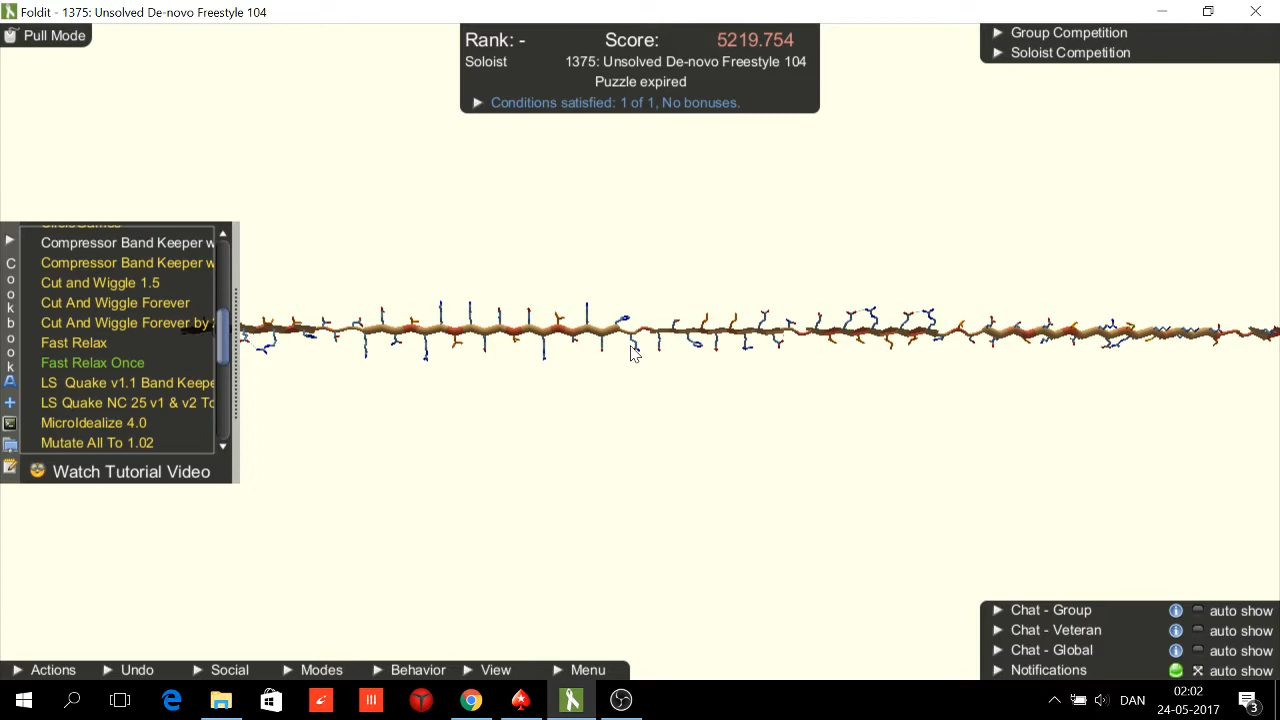 Foldit - 1375: Unsolved De-novo Freestyle 104
Pull Mode
Rank: - Score: 5219.754
Soloist 1375: Unsolved De-novo Freestyle 104
Puzzle expired
Conditions satisfied: 1 of 1, No bonuses.
Group Competition
Soloist Competition
Cookbook
Compressor Band Keeper w
Compressor Band Keeper w
Cut and Wiggle 1.5
Cut And Wiggle Forever
Cut And Wiggle Forever by
Fast Relax
Fast Relax Once
LS Quake v1.1 Band Keepe
LS Quake NC 25 v1 & v2 To
MicroIdealize 4.0
Mutate All To 1.02
Watch Tutorial Video
Chat - Group auto show
Chat - Veteran auto show
Chat - Global auto show
Notifications auto show
Actions Undo Social Modes Behavior View Menu
DAN
02:02
24-05-2017
3